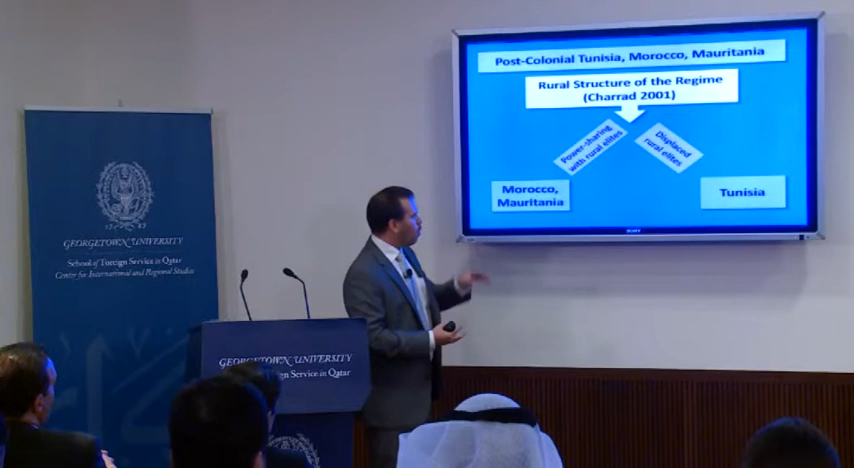 GEORGETOWN UNIVERSITY
School of Foreign Service in Qatar
Center for International and Regional Studies
GEORGETOWN UNIVERSITY
Foreign Service in Qatar
Post-Colonial Tunisia, Morocco, Mauritania
Rural Structure of the Regime
(Charrad 2001)
Power-sharing
with rural elites
Displaced
rural elites
Morocco,
Mauritania
Tunisia
SONY